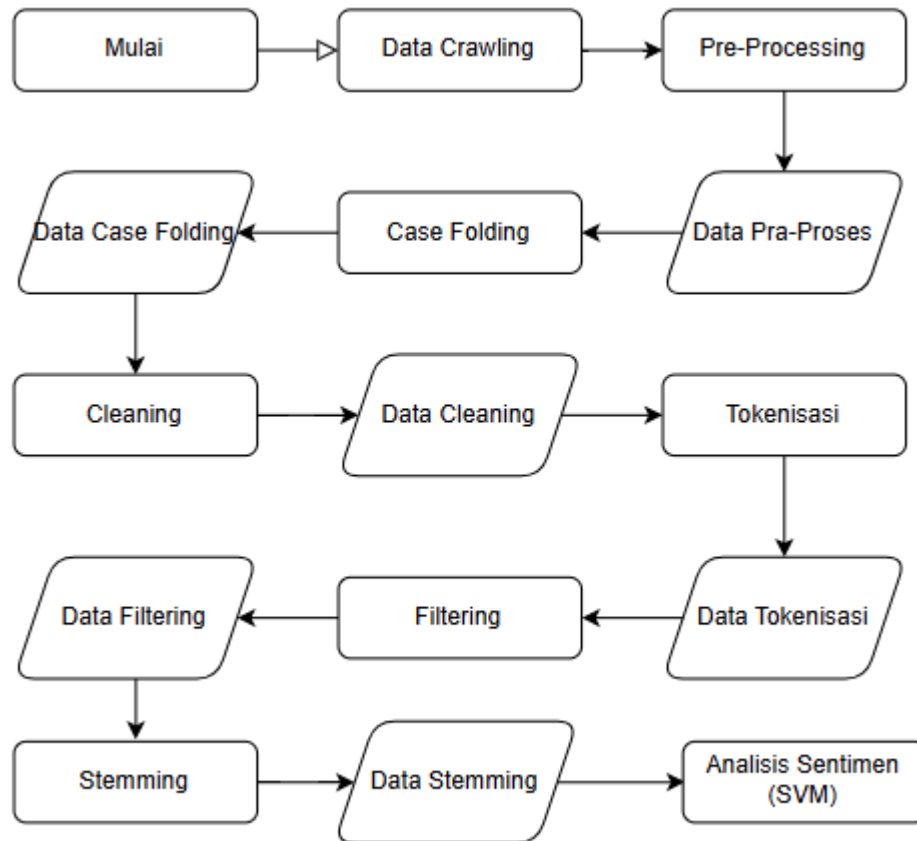 Mulai
Data Crawling
Pre-Processing
Data Case Folding
Case Folding
Data Pra-Proses
Cleaning
Data Cleaning
Tokenisasi
Data Filtering
Filtering
Data Tokenisasi
Stemming
Data Stemming
Analisis Sentimen
(SVM)